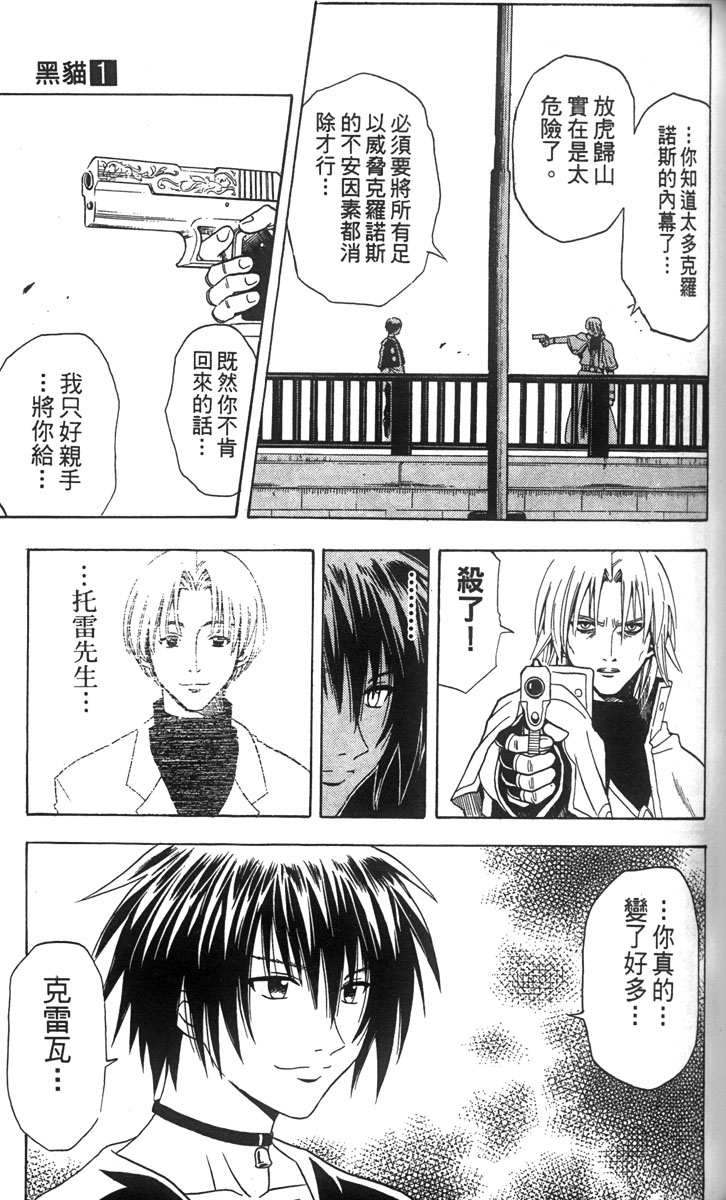 黑貓1
…你知道太多克羅
諾斯的內幕了…
放虎歸山
實在是太
危險了。
必須要將所有足
以威脅克羅諾斯
的不安因素都消
除才行…
既然你不肯
回來的話…
我只好親手
…將你給…
殺了！
………
…托雷先生…
…你真的…
變了好多…
克雷瓦…